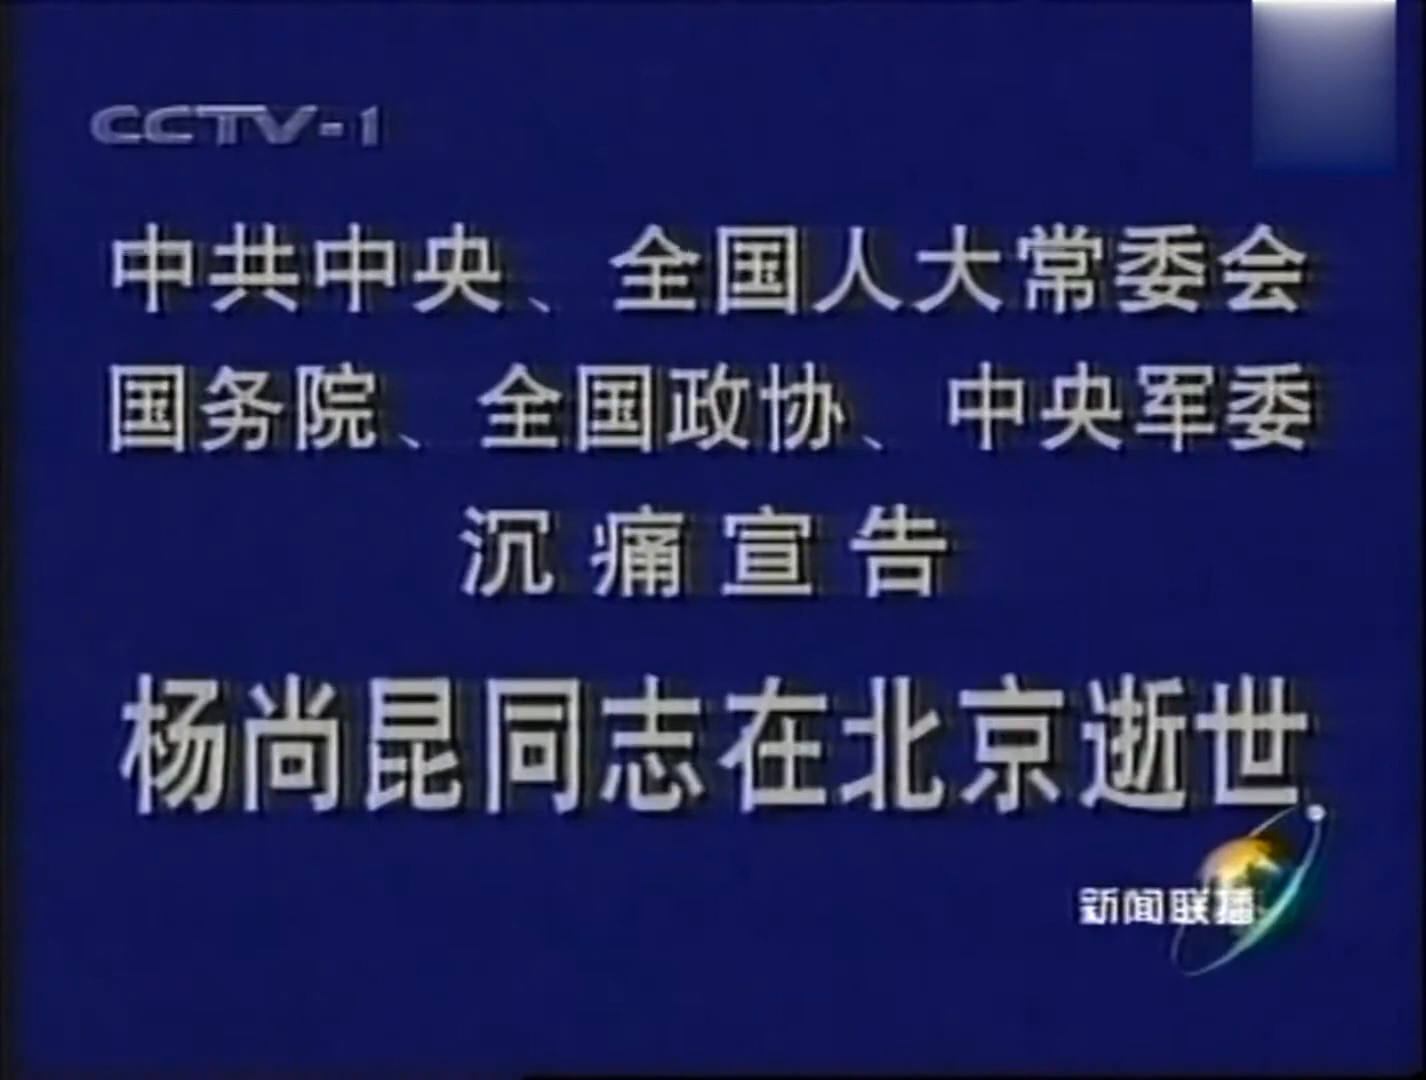 CCTV-1
中共中央、全国人大常委会
国务院、全国政协、中央军委
沉痛宣告
杨尚昆同志在北京逝世
新闻联播